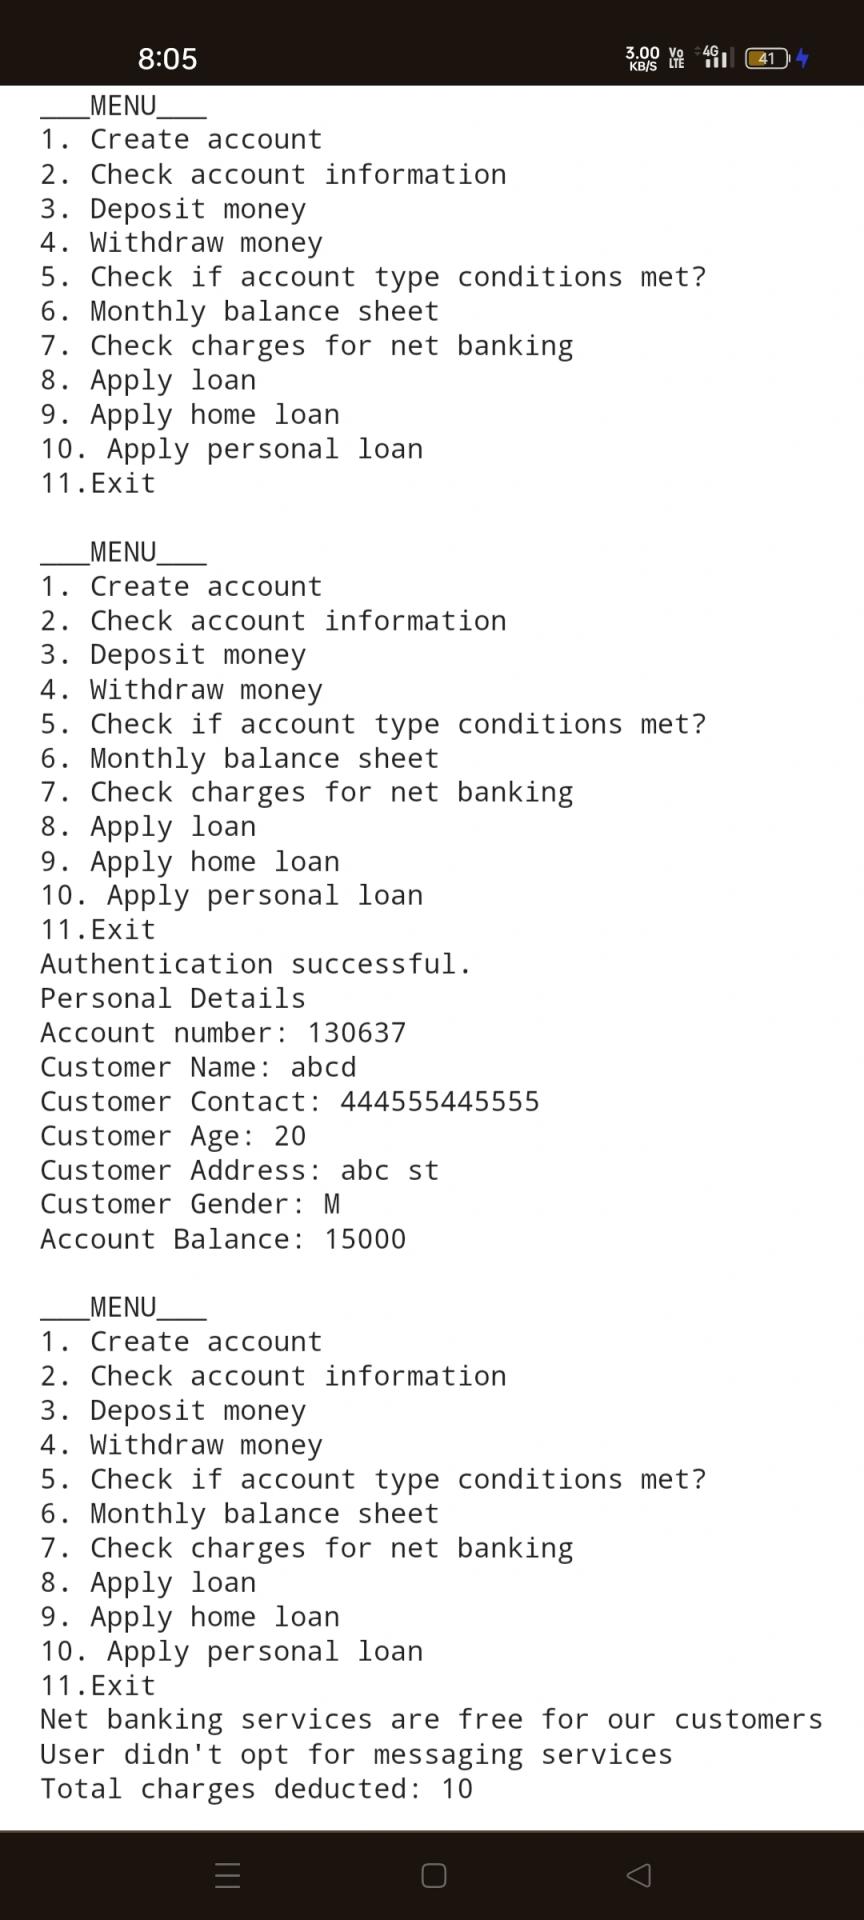 8:05
3.00 KB/S Vo LTE 4G 41
___MENU___
1. Create account
2. Check account information
3. Deposit money
4. Withdraw money
5. Check if account type conditions met?
6. Monthly balance sheet
7. Check charges for net banking
8. Apply loan
9. Apply home loan
10. Apply personal loan
11.Exit
___MENU___
1. Create account
2. Check account information
3. Deposit money
4. Withdraw money
5. Check if account type conditions met?
6. Monthly balance sheet
7. Check charges for net banking
8. Apply loan
9. Apply home loan
10. Apply personal loan
11.Exit
Authentication successful.
Personal Details
Account number: 130637
Customer Name: abcd
Customer Contact: 444555445555
Customer Age: 20
Customer Address: abc st
Customer Gender: M
Account Balance: 15000
___MENU___
1. Create account
2. Check account information
3. Deposit money
4. Withdraw money
5. Check if account type conditions met?
6. Monthly balance sheet
7. Check charges for net banking
8. Apply loan
9. Apply home loan
10. Apply personal loan
11.Exit
Net banking services are free for our customers
User didn't opt for messaging services
Total charges deducted: 10